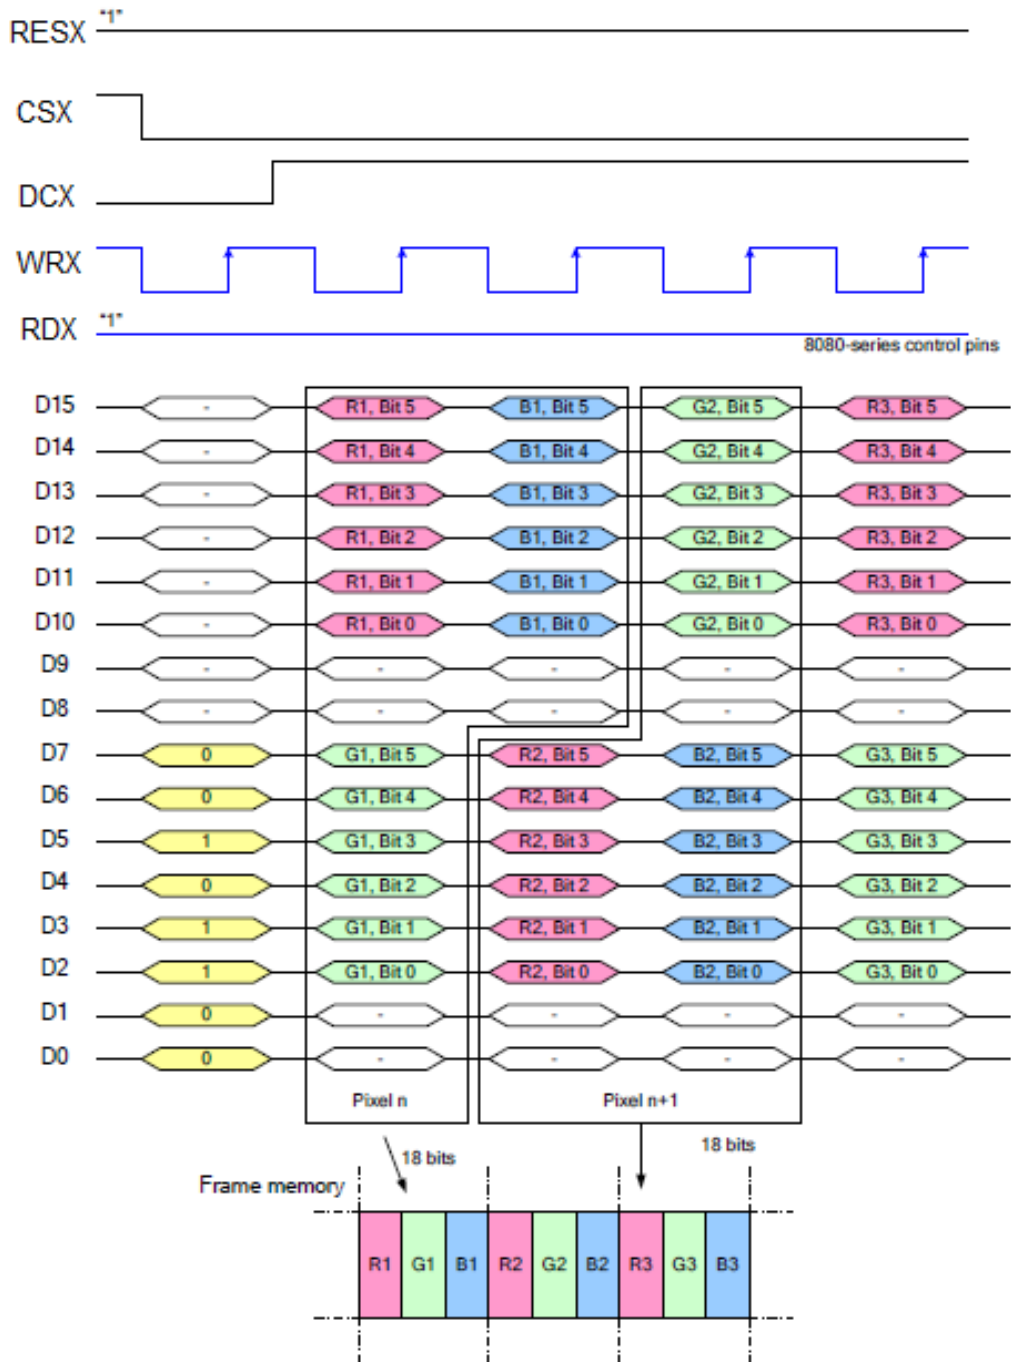 RESX "1"
CSX
DCX
WRX
RDX "1"
8080-series control pins
D15 - R1, Bit 5 B1, Bit 5 G2, Bit 5 R3, Bit 5
D14 - R1, Bit 4 B1, Bit 4 G2, Bit 4 R3, Bit 4
D13 - R1, Bit 3 B1, Bit 3 G2, Bit 3 R3, Bit 3
D12 - R1, Bit 2 B1, Bit 2 G2, Bit 2 R3, Bit 2
D11 - R1, Bit 1 B1, Bit 1 G2, Bit 1 R3, Bit 1
D10 - R1, Bit 0 B1, Bit 0 G2, Bit 0 R3, Bit 0
D9 - - - - -
D8 - - - - -
D7 0 G1, Bit 5 R2, Bit 5 B2, Bit 5 G3, Bit 5
D6 0 G1, Bit 4 R2, Bit 4 B2, Bit 4 G3, Bit 4
D5 1 G1, Bit 3 R2, Bit 3 B2, Bit 3 G3, Bit 3
D4 0 G1, Bit 2 R2, Bit 2 B2, Bit 2 G3, Bit 2
D3 1 G1, Bit 1 R2, Bit 1 B2, Bit 1 G3, Bit 1
D2 1 G1, Bit 0 R2, Bit 0 B2, Bit 0 G3, Bit 0
D1 0 - - - -
D0 0 - - - -
Pixel n Pixel n+1
18 bits 18 bits
Frame memory
R1 G1 B1 R2 G2 B2 R3 G3 B3